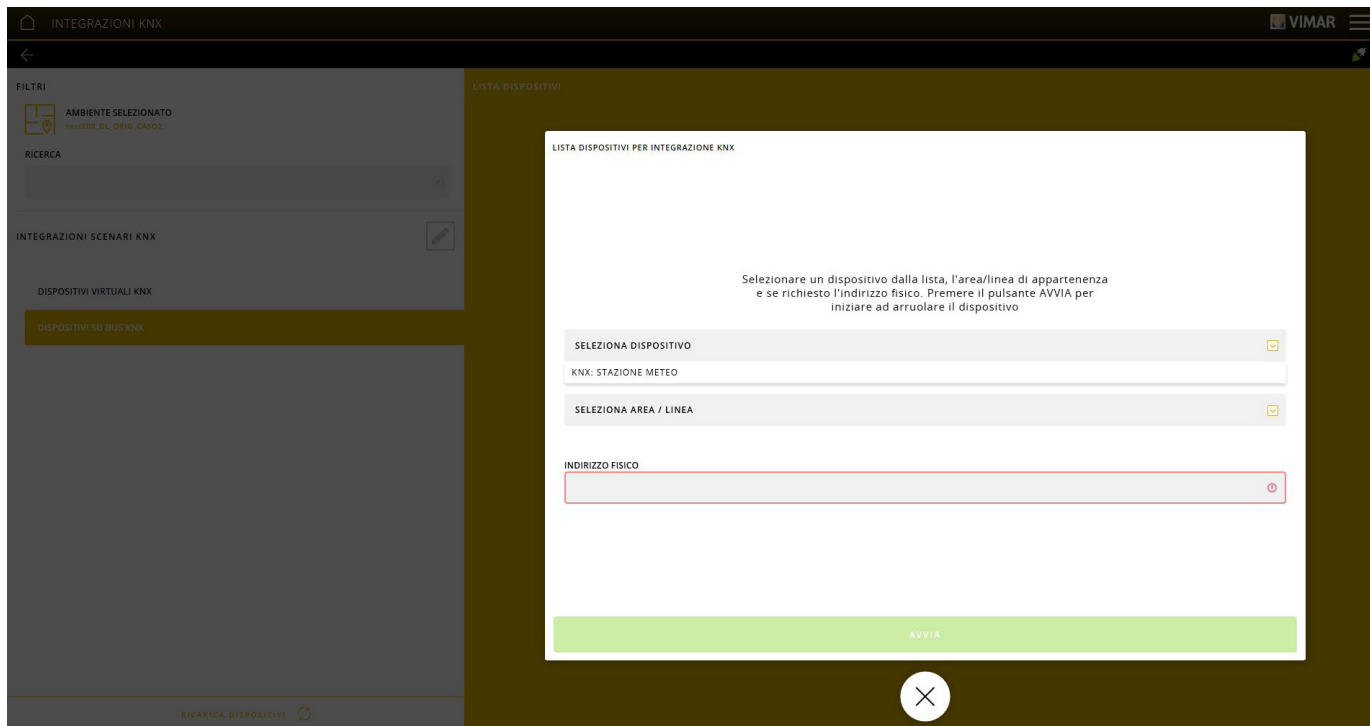 INTEGRAZIONI KNX
VIMAR
FILTRI
AMBIENTE SELEZIONATO
RICERCA
INTEGRAZIONI SCENARI KNX
DISPOSITIVI VIRTUALI KNX
DISPOSITIVI SU BUS KNX
RICARICA DISPOSITIVI
LISTA DISPOSITIVI
LISTA DISPOSITIVI PER INTEGRAZIONE KNX
Selezionare un dispositivo dalla lista, l'area/linea di appartenenza
e se richiesto l'indirizzo fisico. Premere il pulsante AVVIA per
iniziare ad arruolare il dispositivo
SELEZIONA DISPOSITIVO
KNX: STAZIONE METEO
SELEZIONA AREA / LINEA
INDIRIZZO FISICO
AVVIA